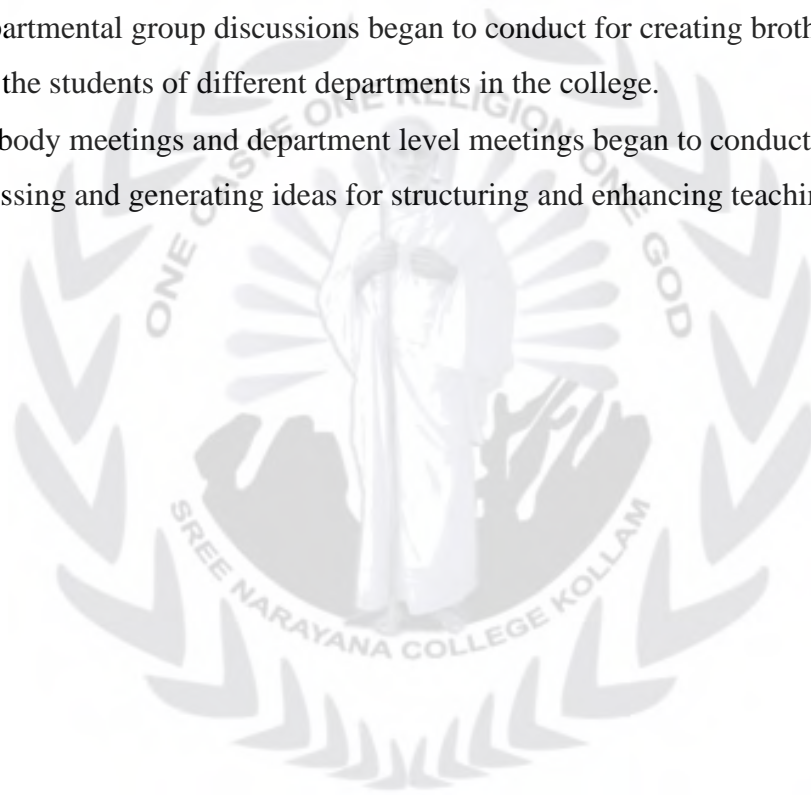 partmental group discussions began to conduct for creating broth
the students of different departments in the college.
body meetings and department level meetings began to conduct
ssing and generating ideas for structuring and enhancing teachin
ONE CASTE ONE RELIGION ONE GOD
SREE NARAYANA COLLEGE KOLLAM